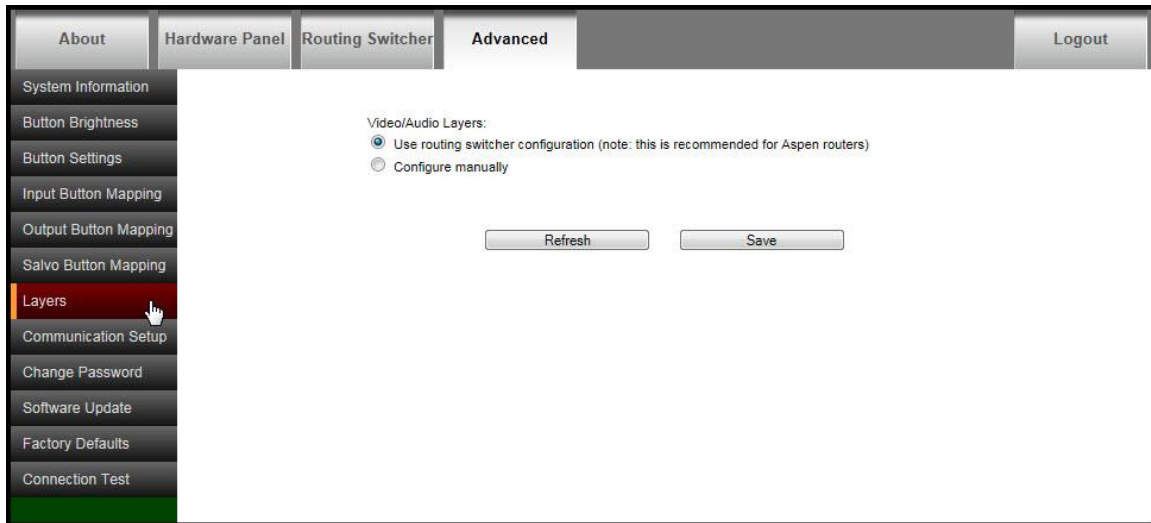 About
Hardware Panel
Routing Switcher
Advanced
Logout
System Information
Button Brightness
Button Settings
Input Button Mapping
Output Button Mapping
Salvo Button Mapping
Layers
Communication Setup
Change Password
Software Update
Factory Defaults
Connection Test
Video/Audio Layers:
Use routing switcher configuration (note: this is recommended for Aspen routers)
Configure manually
Refresh
Save